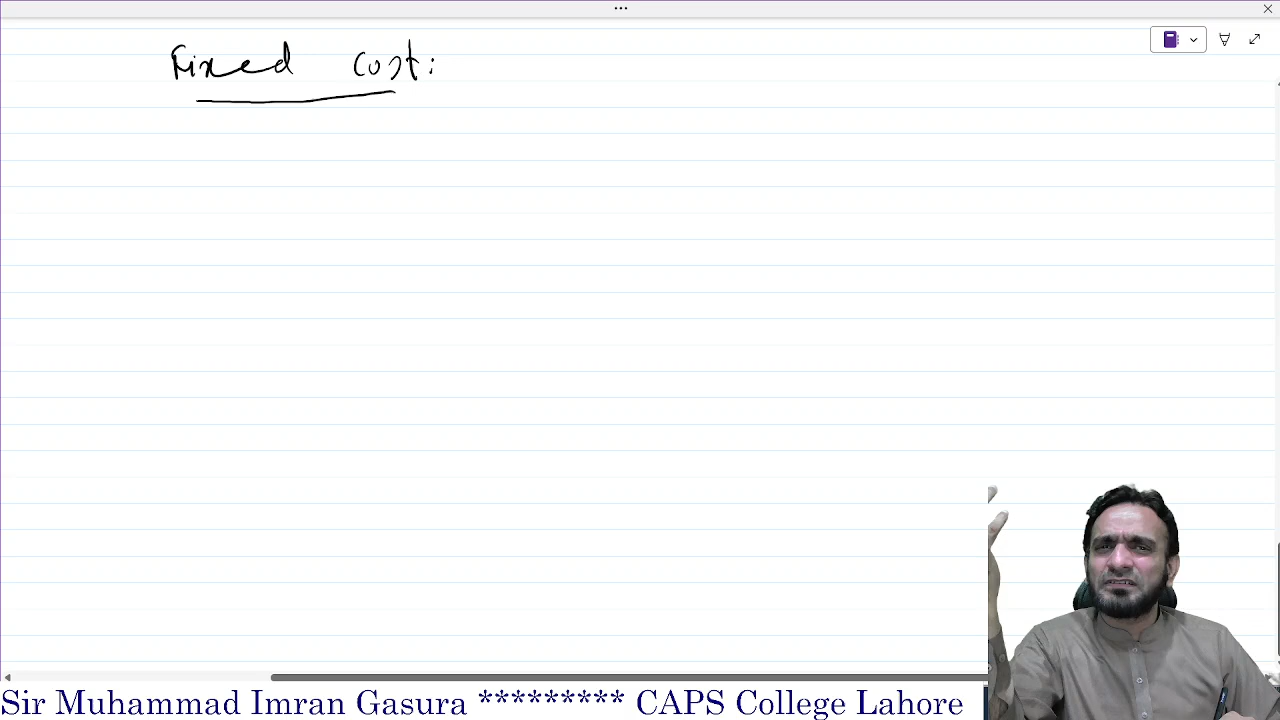 Fixed Cost:
Sir Muhammad Imran Gasura ********* CAPS College Lahore